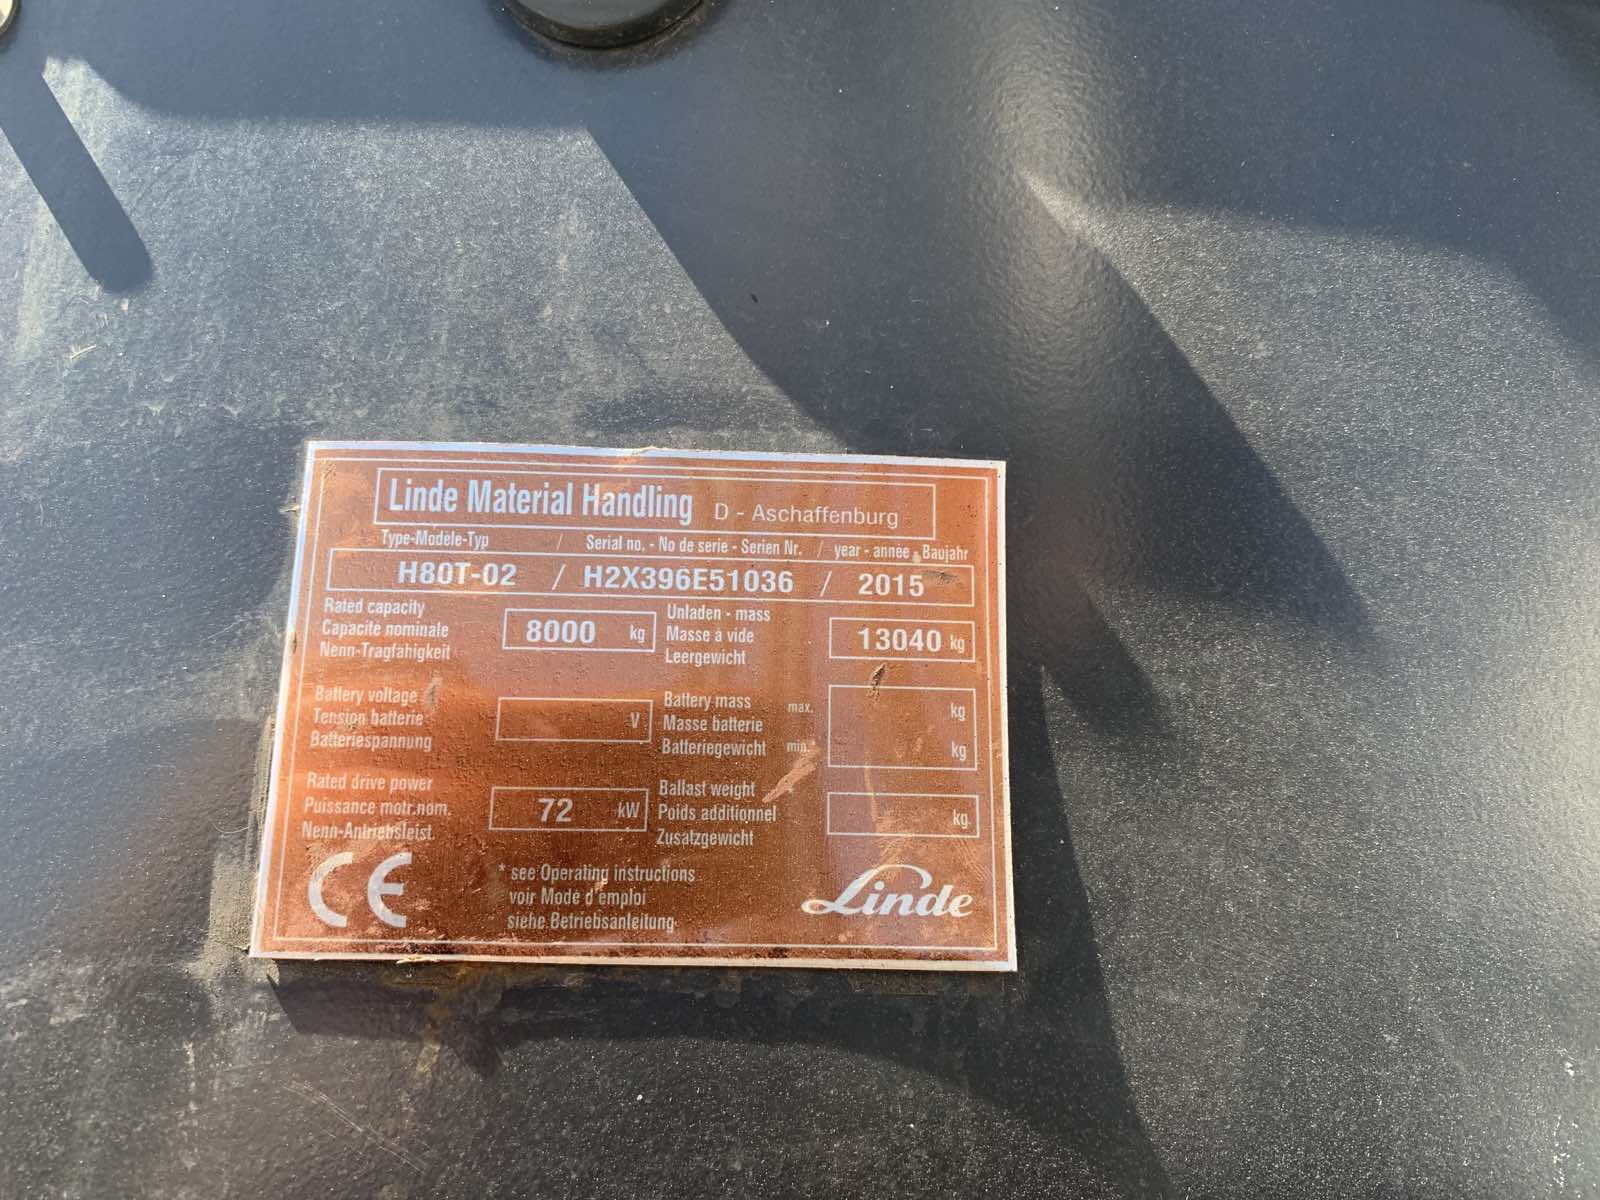 Linde Material Handling D - Aschaffenburg
Type-Modèle-Typ / Serial no. - No de serie - Serien Nr. / year - année - Baujahr
H80T-02 / H2X396E51036 / 2015
Rated capacity
Capacite nominale
Nenn-Tragfähigkeit
8000 kg
Unladen - mass
Masse à vide
Leergewicht
13040 kg
Battery voltage
Tension batterie
Batteriespannung
V
Battery mass max. kg
Masse batterie
Batteriegewicht min. kg
Rated drive power
Puissance motr.nom.
Nenn-Antriebsleist.
72 kW
Ballast weight
Poids additionnel
Zusatzgewicht
kg
CE
* see Operating instructions
voir Mode d'emploi
siehe Betriebsanleitung
Linde